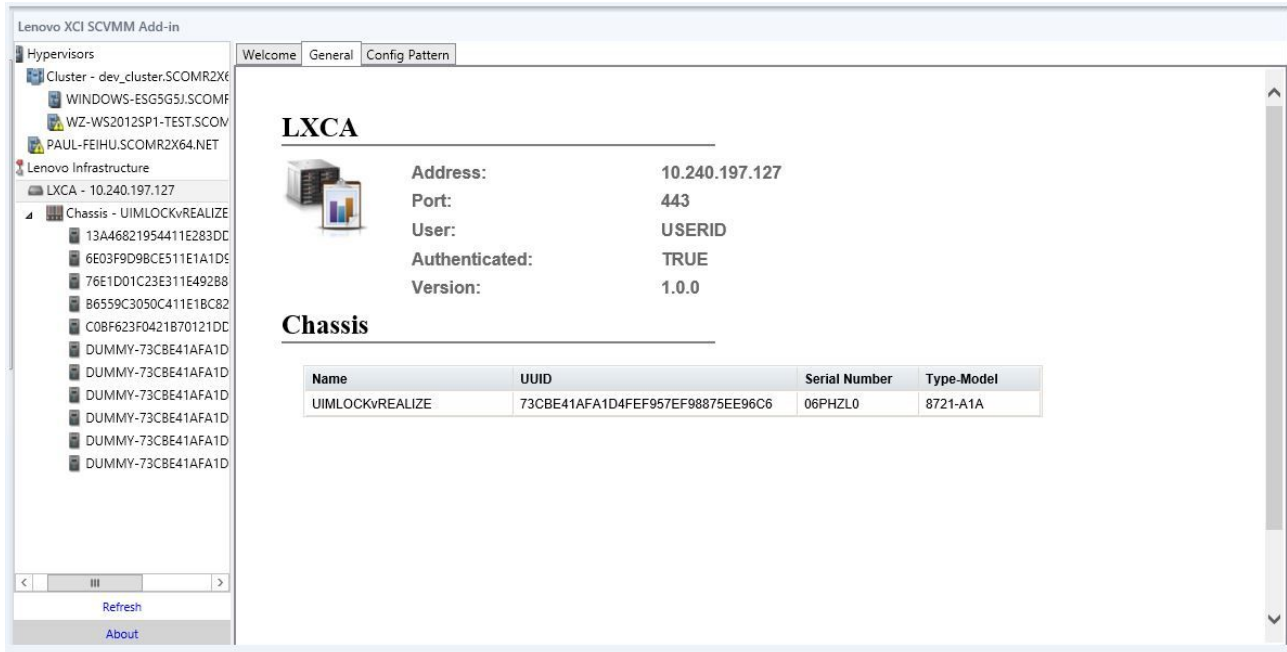 Lenovo XCI SCVMM Add-in
Hypervisors
Cluster - dev_cluster.SCOMR2X6
WINDOWS-ESG5G5J.SCOMF
WZ-WS2012SP1-TEST.SCOM
PAUL-FEIHU.SCOMR2X64.NET
Lenovo Infrastructure
LXCA - 10.240.197.127
Chassis - UIMLOCKvREALIZE
13A46821954411E283DD
6E03F9D9BCE511E1A1D9
76E1D01C23E311E492B8
B6559C3050C411E1BC82
C0BF623F0421B70121DD
DUMMY-73CBE41AFA1D
DUMMY-73CBE41AFA1D
DUMMY-73CBE41AFA1D
DUMMY-73CBE41AFA1D
DUMMY-73CBE41AFA1D
DUMMY-73CBE41AFA1D
Refresh
About
Welcome General Config Pattern
LXCA
Address: 10.240.197.127
Port: 443
User: USERID
Authenticated: TRUE
Version: 1.0.0
Chassis
Name UUID Serial Number Type-Model
UIMLOCKvREALIZE 73CBE41AFA1D4FEF957EF98875EE96C6 06PHZL0 8721-A1A